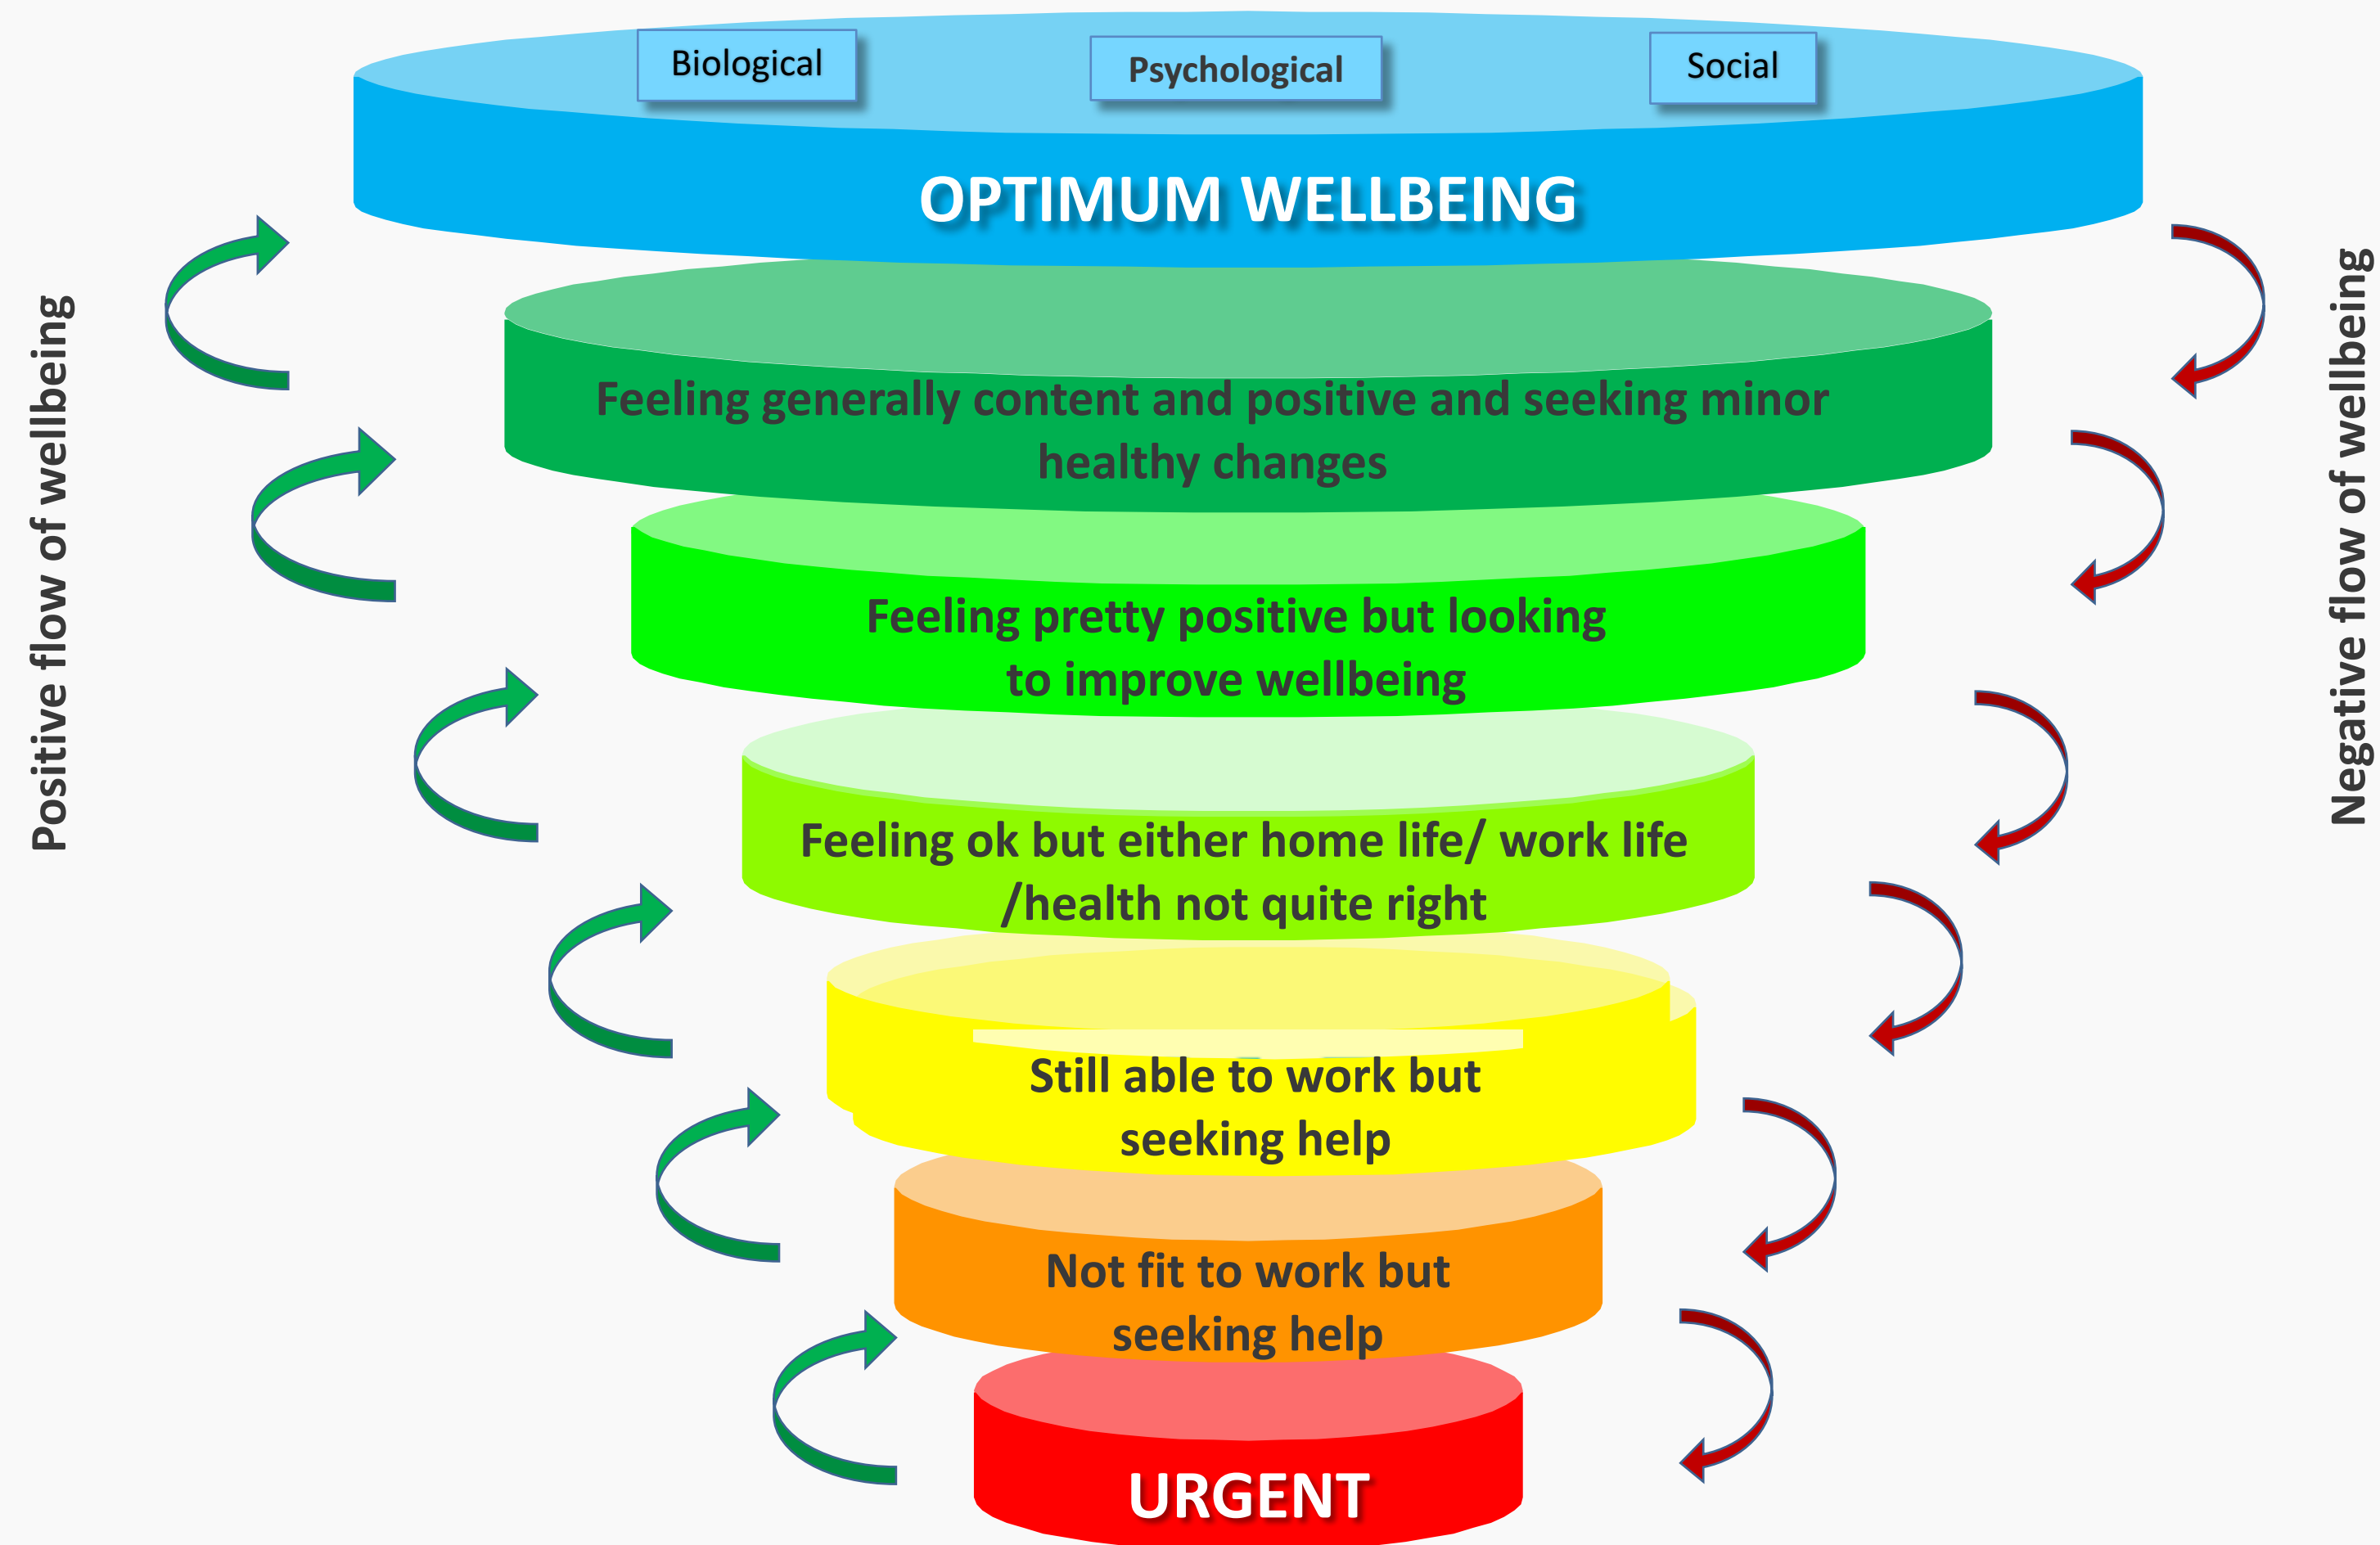 Biological
Psychological
Social
OPTIMUM WELLBEING
Feeling generally content and positive and seeking minor
healthy changes
Feeling pretty positive but looking
to improve wellbeing
Feeling ok but either home life/ work life
/health not quite right
Still able to work but
seeking help
Not fit to work but
seeking help
URGENT
Positive flow of wellbeing
Negative flow of wellbeing